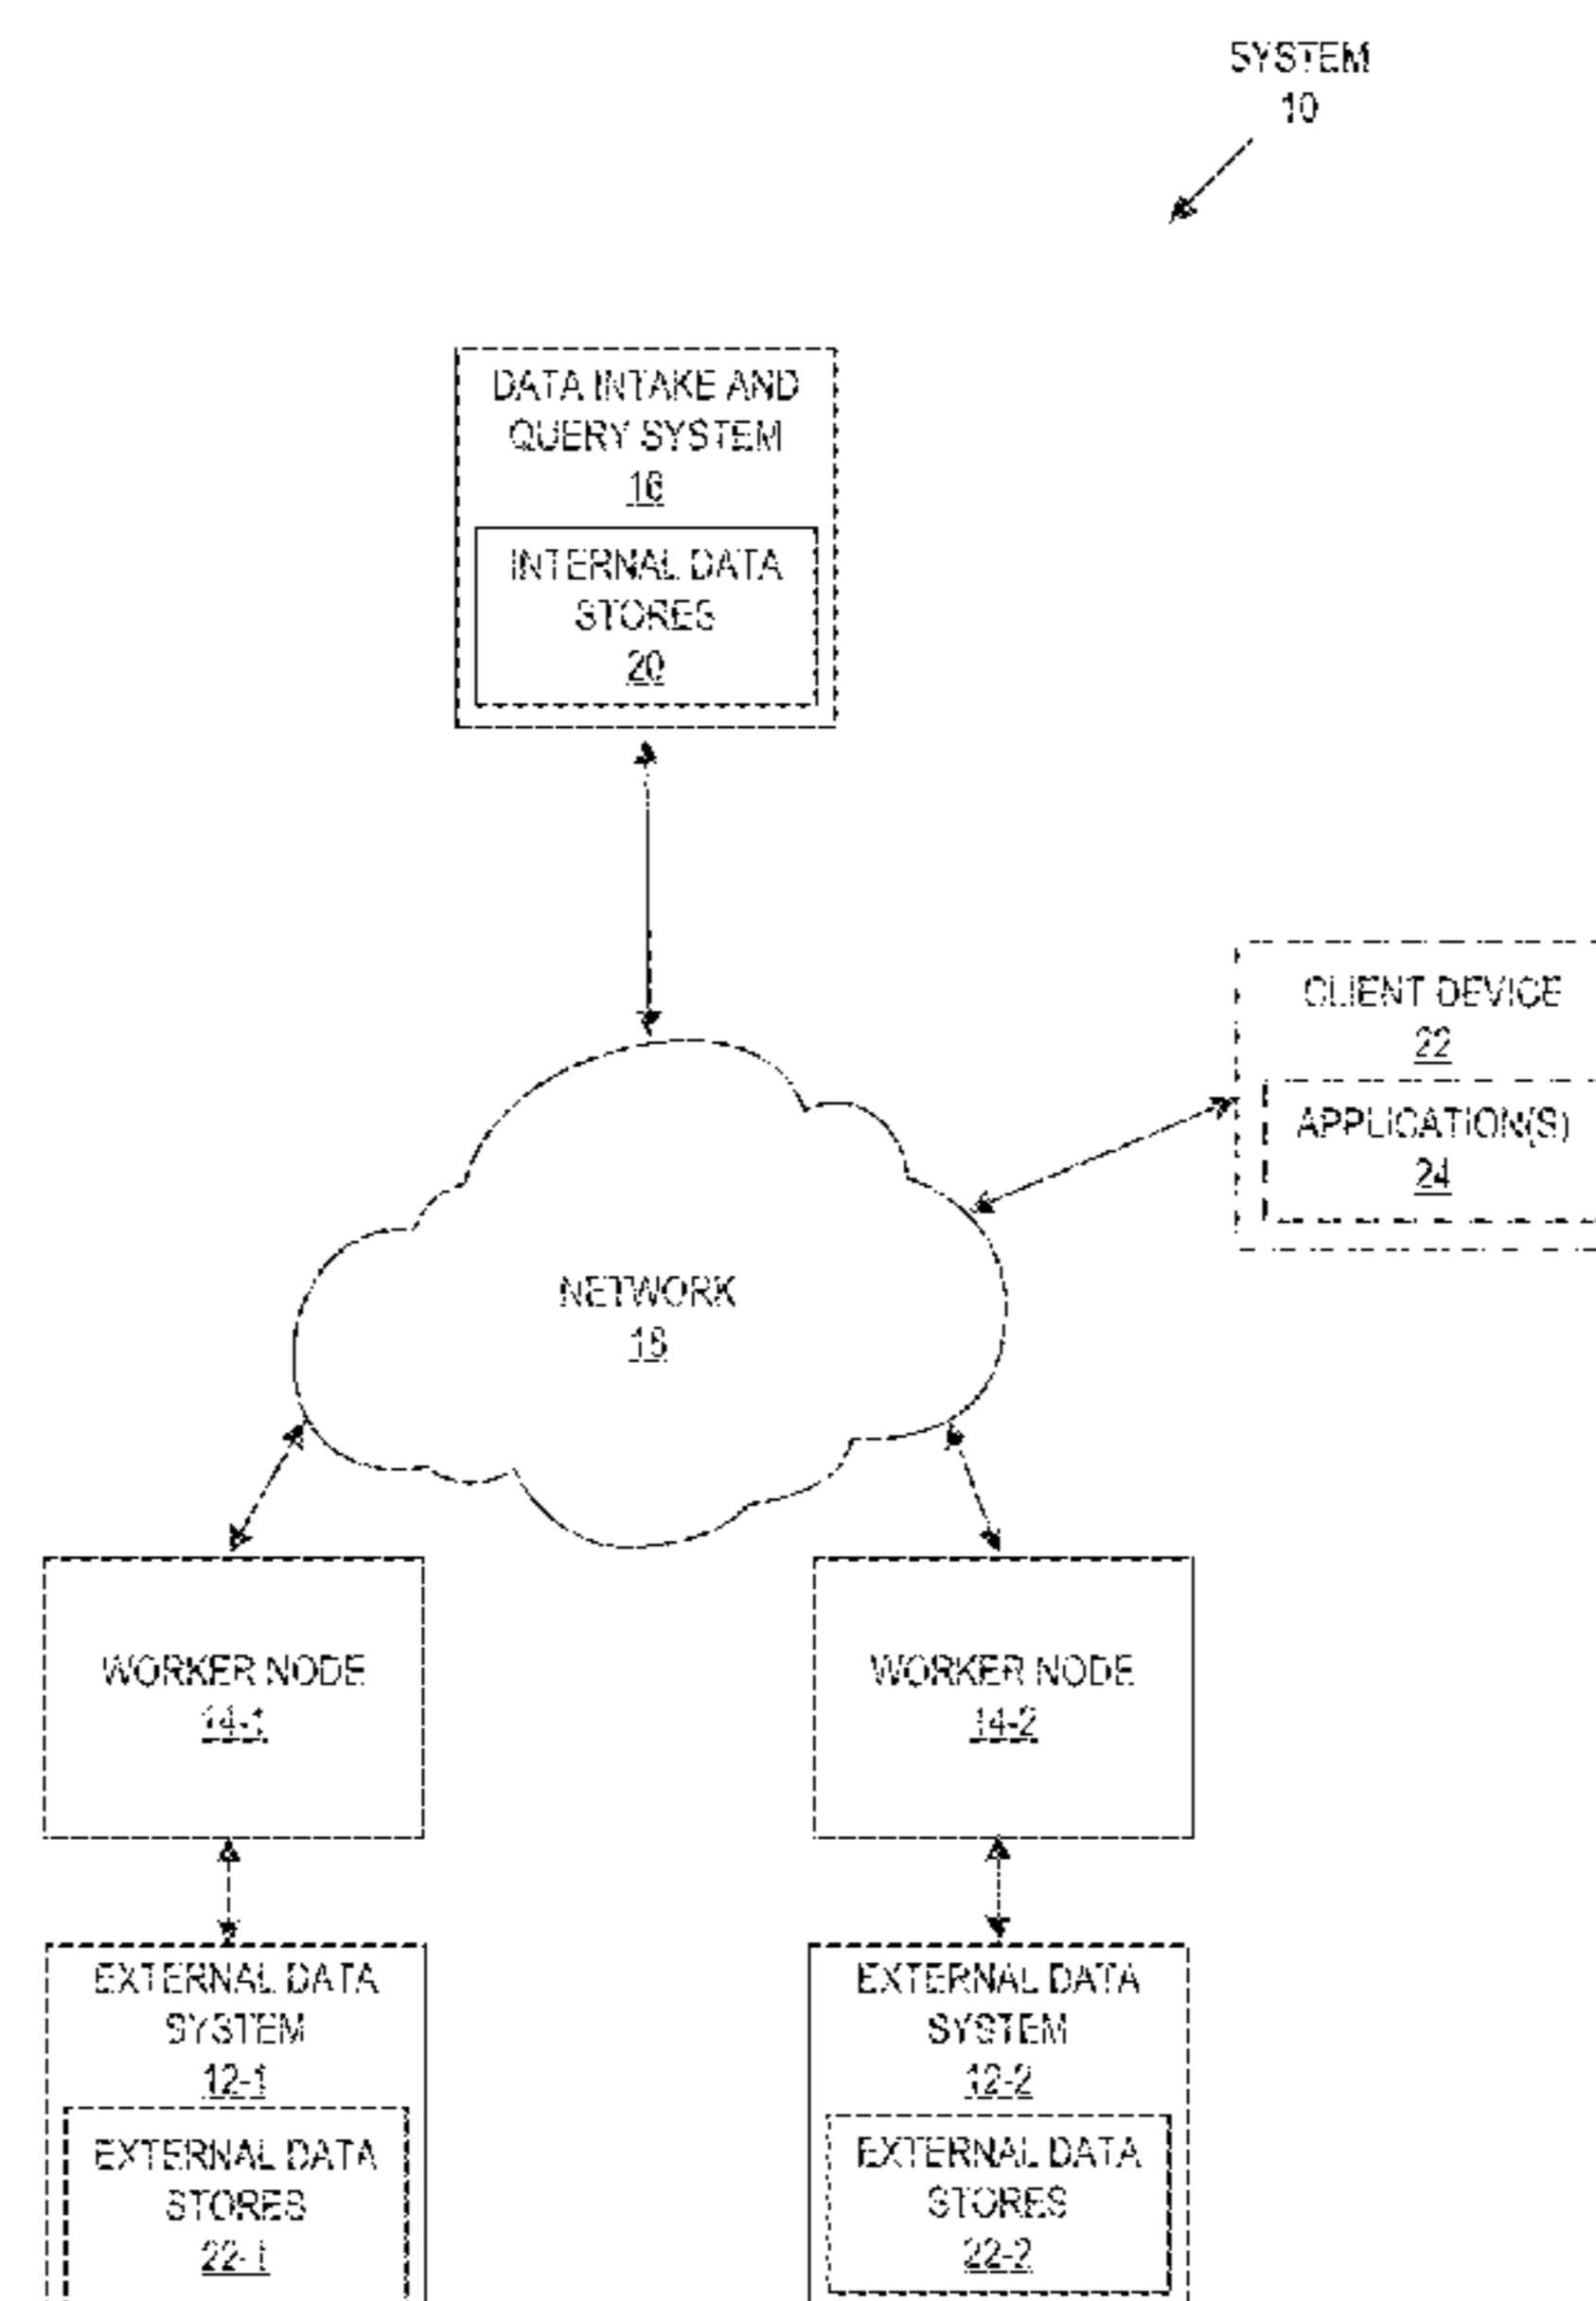 SYSTEM
10
DATA INTAKE AND
QUERY SYSTEM
16
INTERNAL DATA
STORES
20
CLIENT DEVICE
22
APPLICATION(S)
24
NETWORK
18
WORKER NODE
14-1
WORKER NODE
14-2
EXTERNAL DATA
SYSTEM
12-1
EXTERNAL DATA
STORES
22-1
EXTERNAL DATA
SYSTEM
12-2
EXTERNAL DATA
STORES
22-2